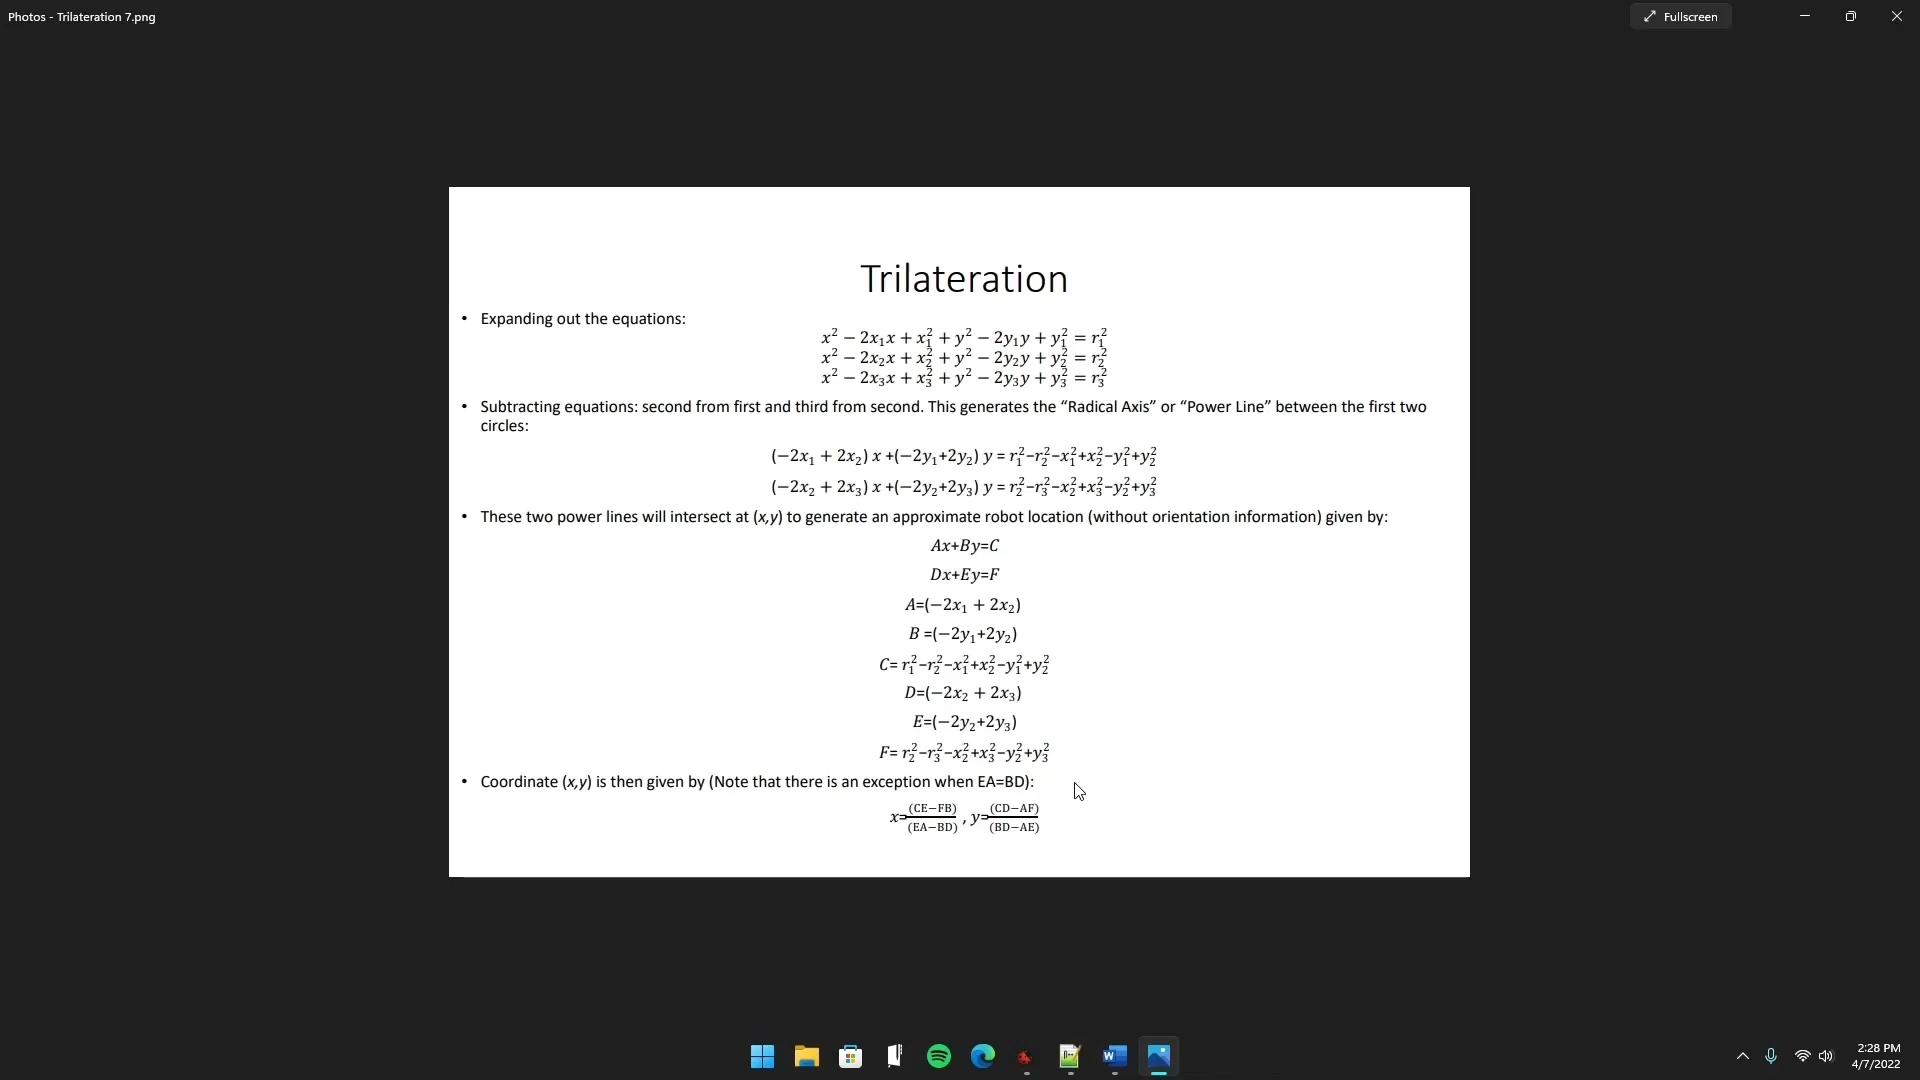 Photos - Trilateration 7.png
Fullscreen
Trilateration
• Expanding out the equations:
x² − 2x₁x + x₁² + y² − 2y₁y + y₁² = r₁²
x² − 2x₂x + x₂² + y² − 2y₂y + y₂² = r₂²
x² − 2x₃x + x₃² + y² − 2y₃y + y₃² = r₃²
• Subtracting equations: second from first and third from second. This generates the “Radical Axis” or “Power Line” between the first two
circles:
(−2x₁ + 2x₂) x +(−2y₁+2y₂) y = r₁²−r₂²−x₁²+x₂²−y₁²+y₂²
(−2x₂ + 2x₃) x +(−2y₂+2y₃) y = r₂²−r₃²−x₂²+x₃²−y₂²+y₃²
• These two power lines will intersect at (x,y) to generate an approximate robot location (without orientation information) given by:
Ax+By=C
Dx+Ey=F
A=(−2x₁ + 2x₂)
B =(−2y₁+2y₂)
C= r₁²−r₂²−x₁²+x₂²−y₁²+y₂²
D=(−2x₂ + 2x₃)
E=(−2y₂+2y₃)
F= r₂²−r₃²−x₂²+x₃²−y₂²+y₃²
• Coordinate (x,y) is then given by (Note that there is an exception when EA=BD):
x=(CE−FB)/(EA−BD) , y=(CD−AF)/(BD−AE)
2:28 PM
4/7/2022